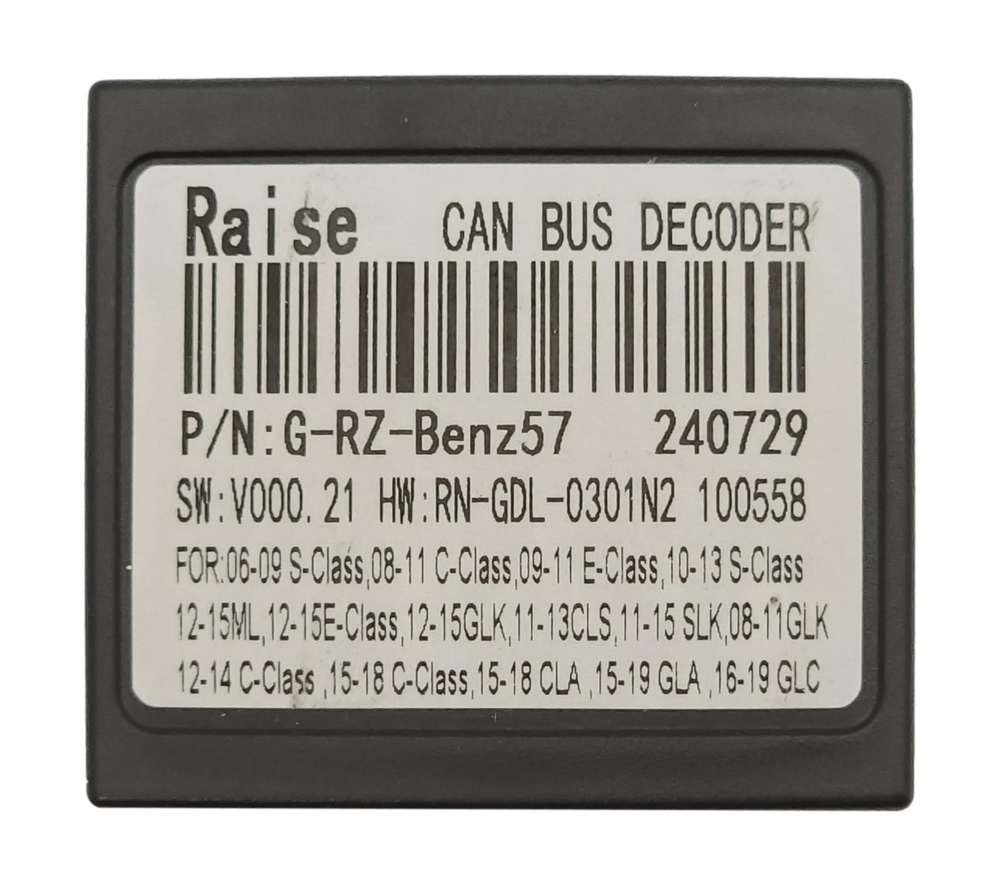 Raise CAN BUS DECODER
P/N:G-RZ-Benz57 240729
SW:V000.21 HW:RN-GDL-0301N2 100558
FOR:06-09 S-Class,08-11 C-Class,09-11 E-Class,10-13 S-Class
12-15ML,12-15E-Class,12-15GLK,11-13CLS,11-15 SLK,08-11GLK
12-14 C-Class ,15-18 C-Class,15-18 CLA ,15-19 GLA ,16-19 GLC